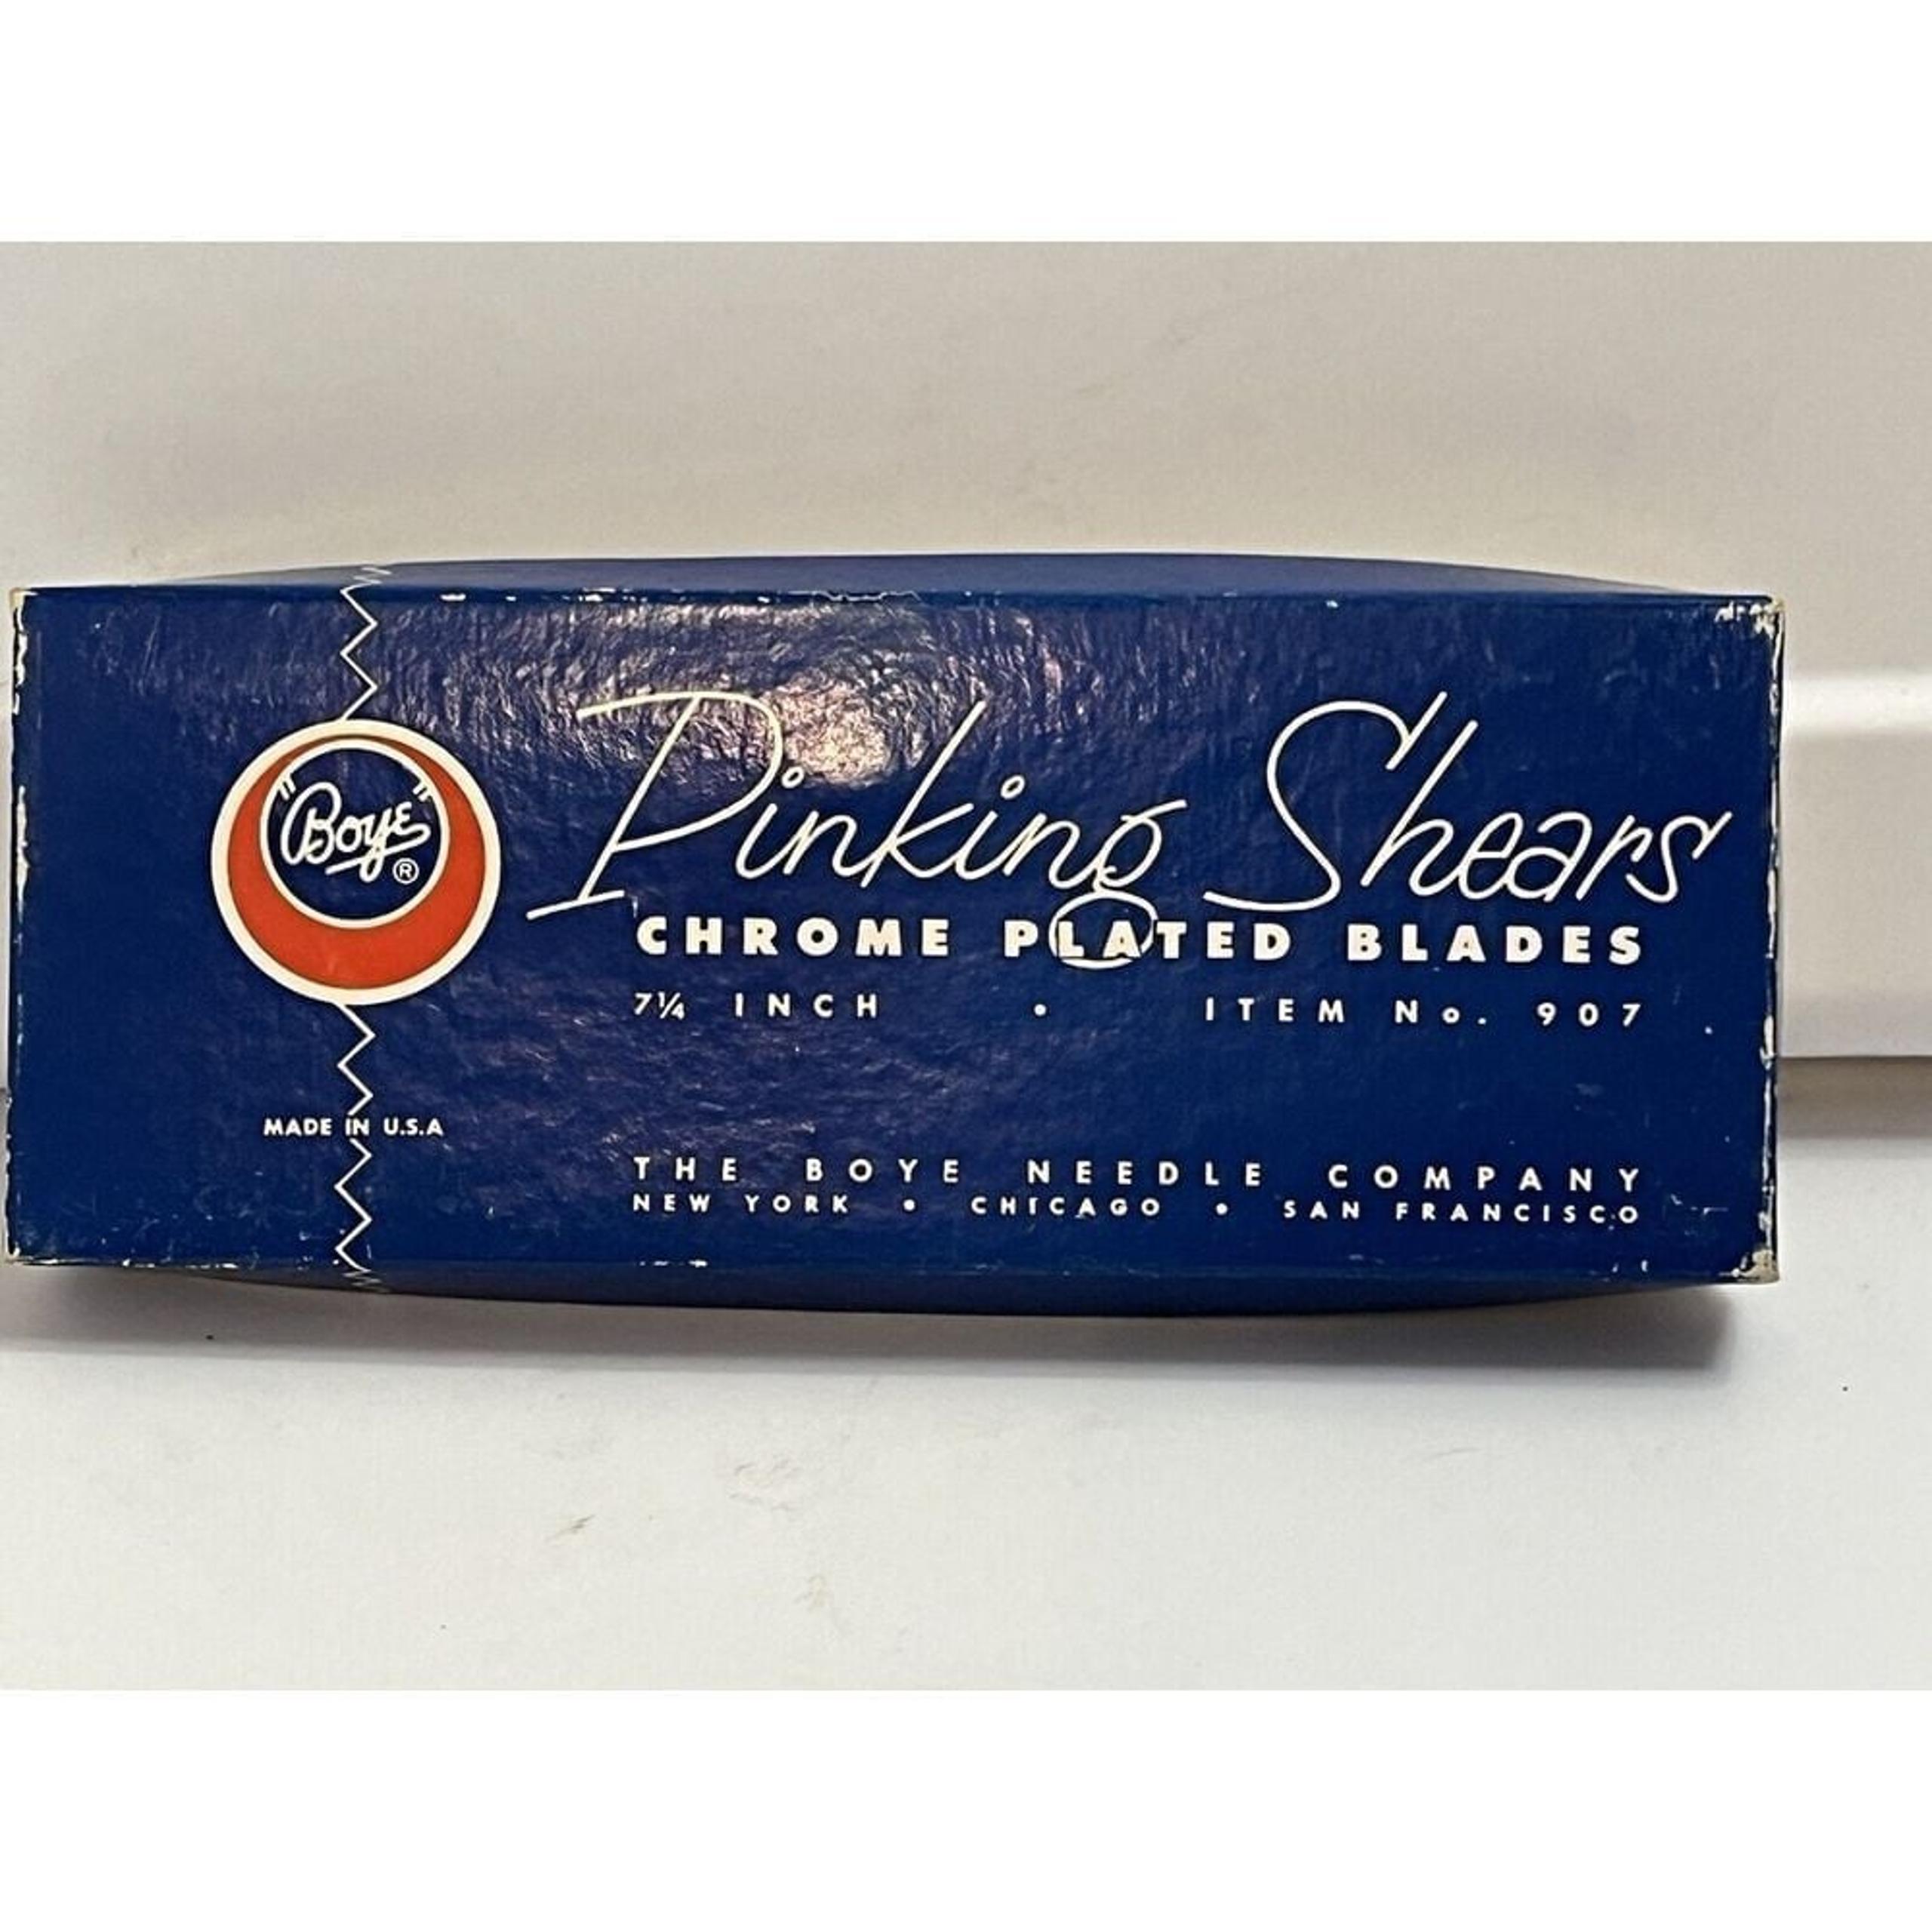 "Boye"
®
Pinking Shears
CHROME PLATED BLADES
7¼ INCH • ITEM No. 907
MADE IN U.S.A
THE BOYE NEEDLE COMPANY
NEW YORK • CHICAGO • SAN FRANCISCO